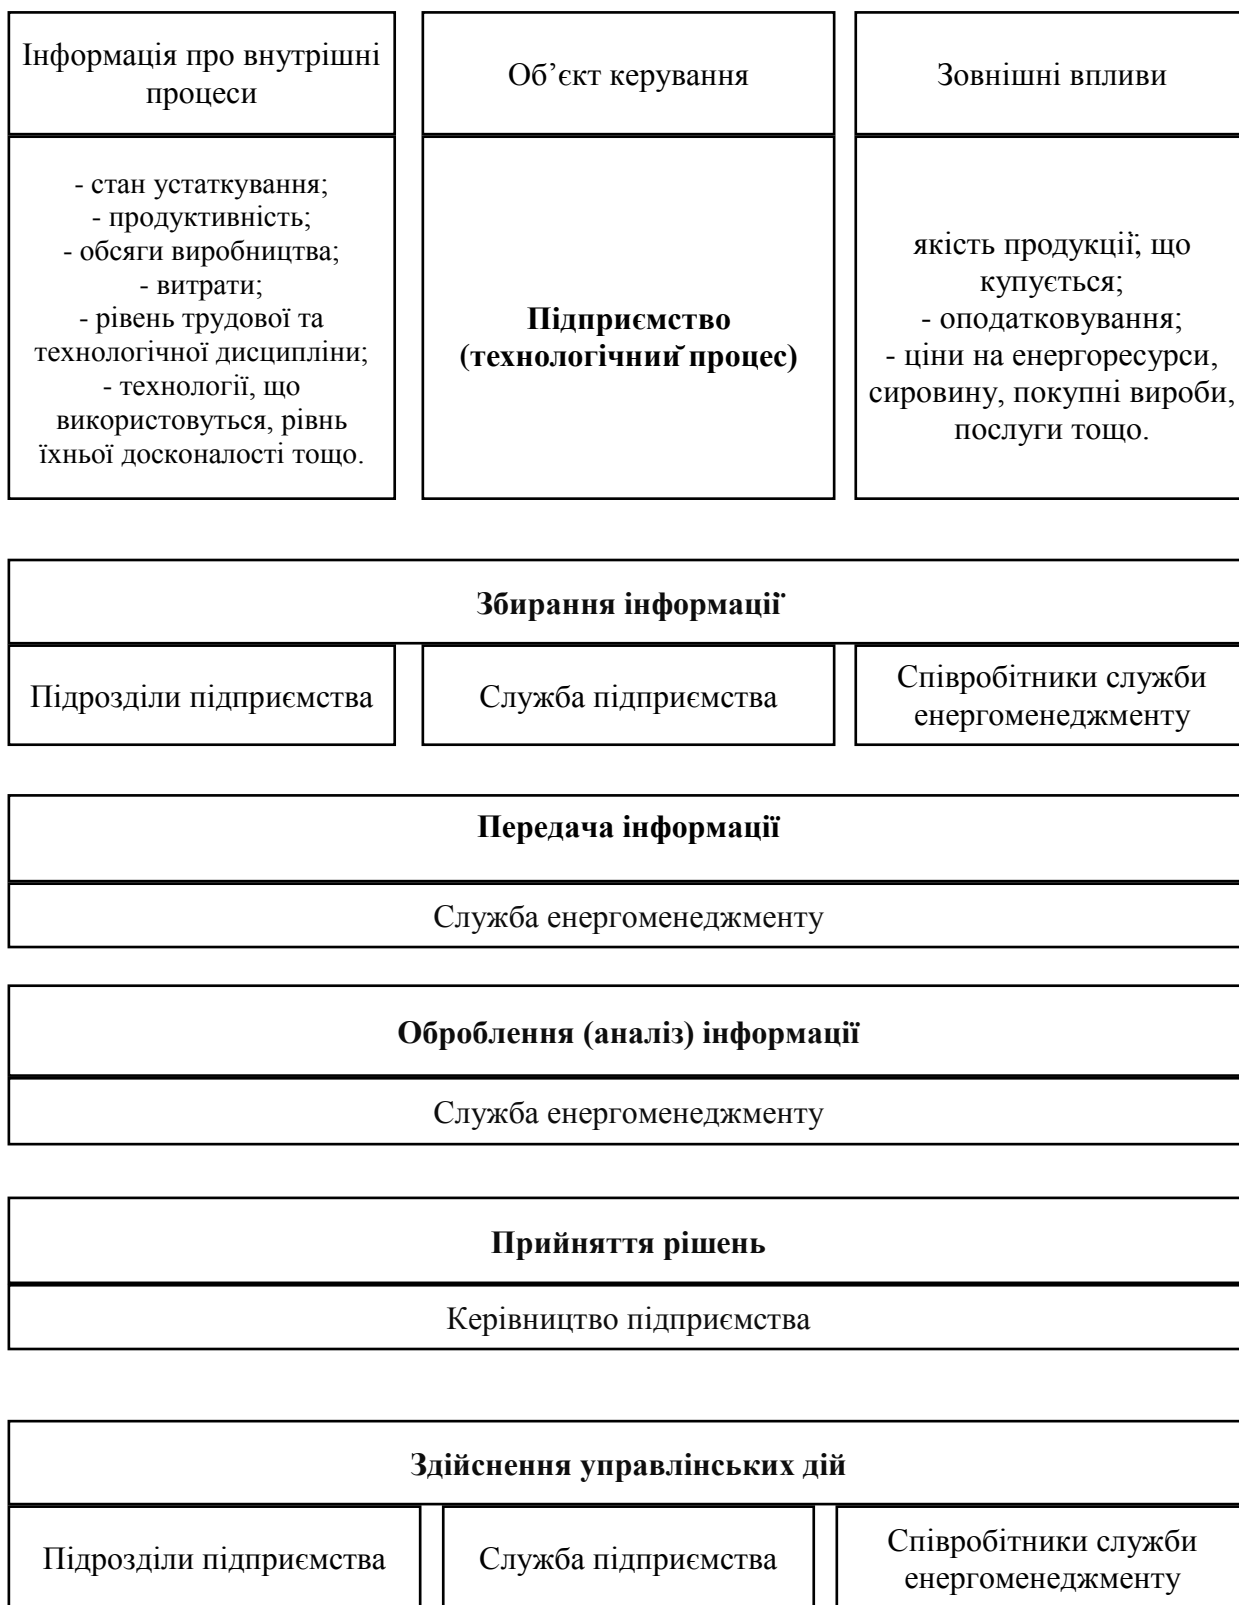 Інформація про внутрішні
процеси
Об’єкт керування
Зовнішні впливи
- стан устаткування;
- продуктивність;
- обсяги виробництва;
- витрати;
- рівень трудової та
технологічної дисципліни;
- технології, що
використовуться, рівнь
їхньої досконалості тощо.
Підприємство
(технологічний процес)
якість продукції, що
купується;
- оподатковування;
- ціни на енергоресурси,
сировину, покупні вироби,
послуги тощо.
Збирання інформації
Підрозділи підприємства
Служба підприємства
Співробітники служби
енергоменеджменту
Передача інформації
Служба енергоменеджменту
Оброблення (аналіз) інформації
Служба енергоменеджменту
Прийняття рішень
Керівництво підприємства
Здійснення управлінських дій
Підрозділи підприємства
Служба підприємства
Співробітники служби
енергоменеджменту